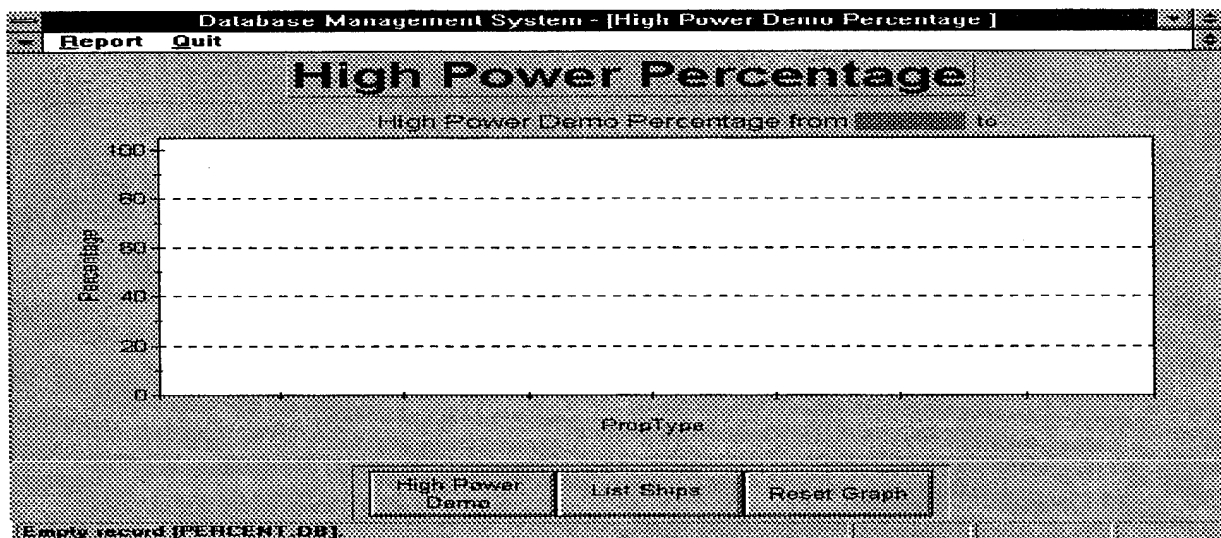 Database Management System - [High Power Demo Percentage ]
Report Quit
High Power Percentage
High Power Demo Percentage from to
100
80
60
40
20
0
Percentage
PropType
High Power Demo
List Ships
Reset Graph
Empty record [PERCENT.DB].